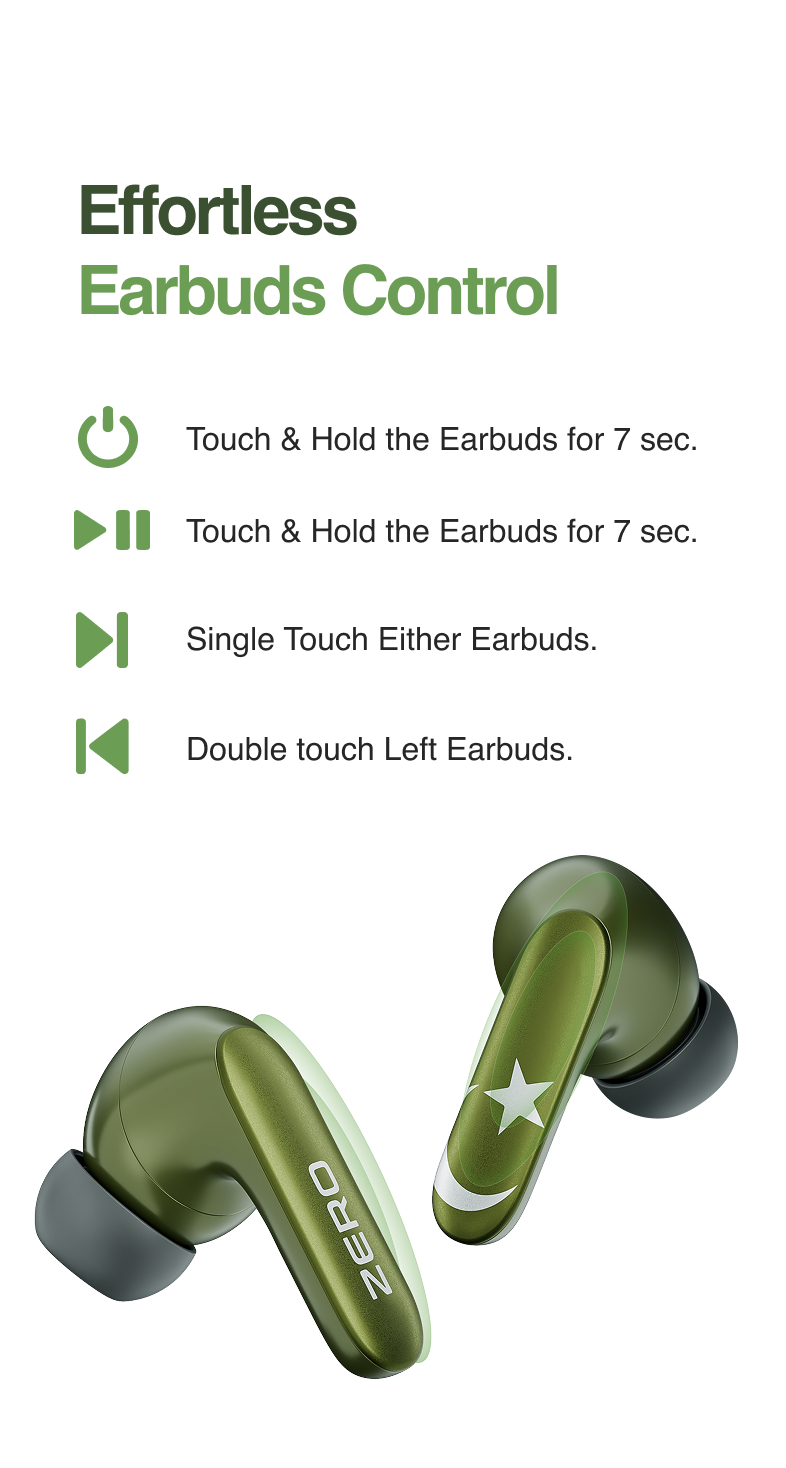 Effortless
Earbuds Control
Touch & Hold the Earbuds for 7 sec.
Touch & Hold the Earbuds for 7 sec.
Single Touch Either Earbuds.
Double touch Left Earbuds.
ZERO